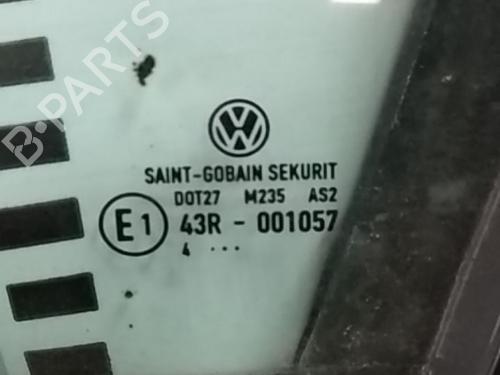 B-PARTS
SAINT-GOBAIN SEKURIT
DOT27 M235 AS2
E1 43R - 001057
4 ...